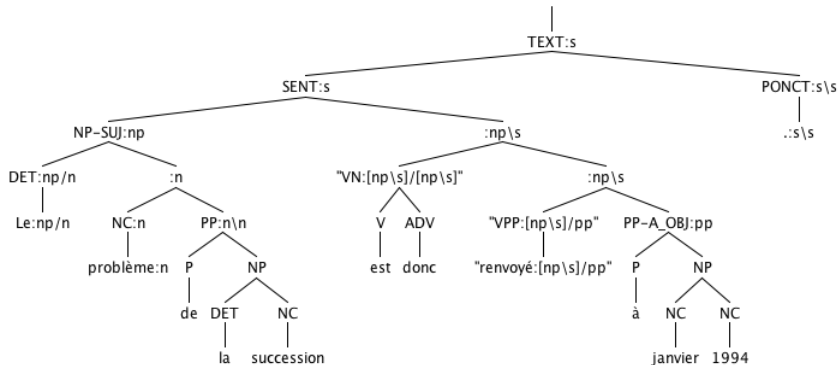 TEXT:s
SENT:s PONCT:s\s
NP-SUJ:np :np\s .:s\s
DET:np/n :n "VN:[np\s]/[np\s]" :np\s
Le:np/n NC:n PP:n\n V ADV "VPP:[np\s]/pp" PP-A_OBJ:pp
problème:n P NP est donc "renvoyé:[np\s]/pp" P NP
de DET NC à NC NC
la succession janvier 1994